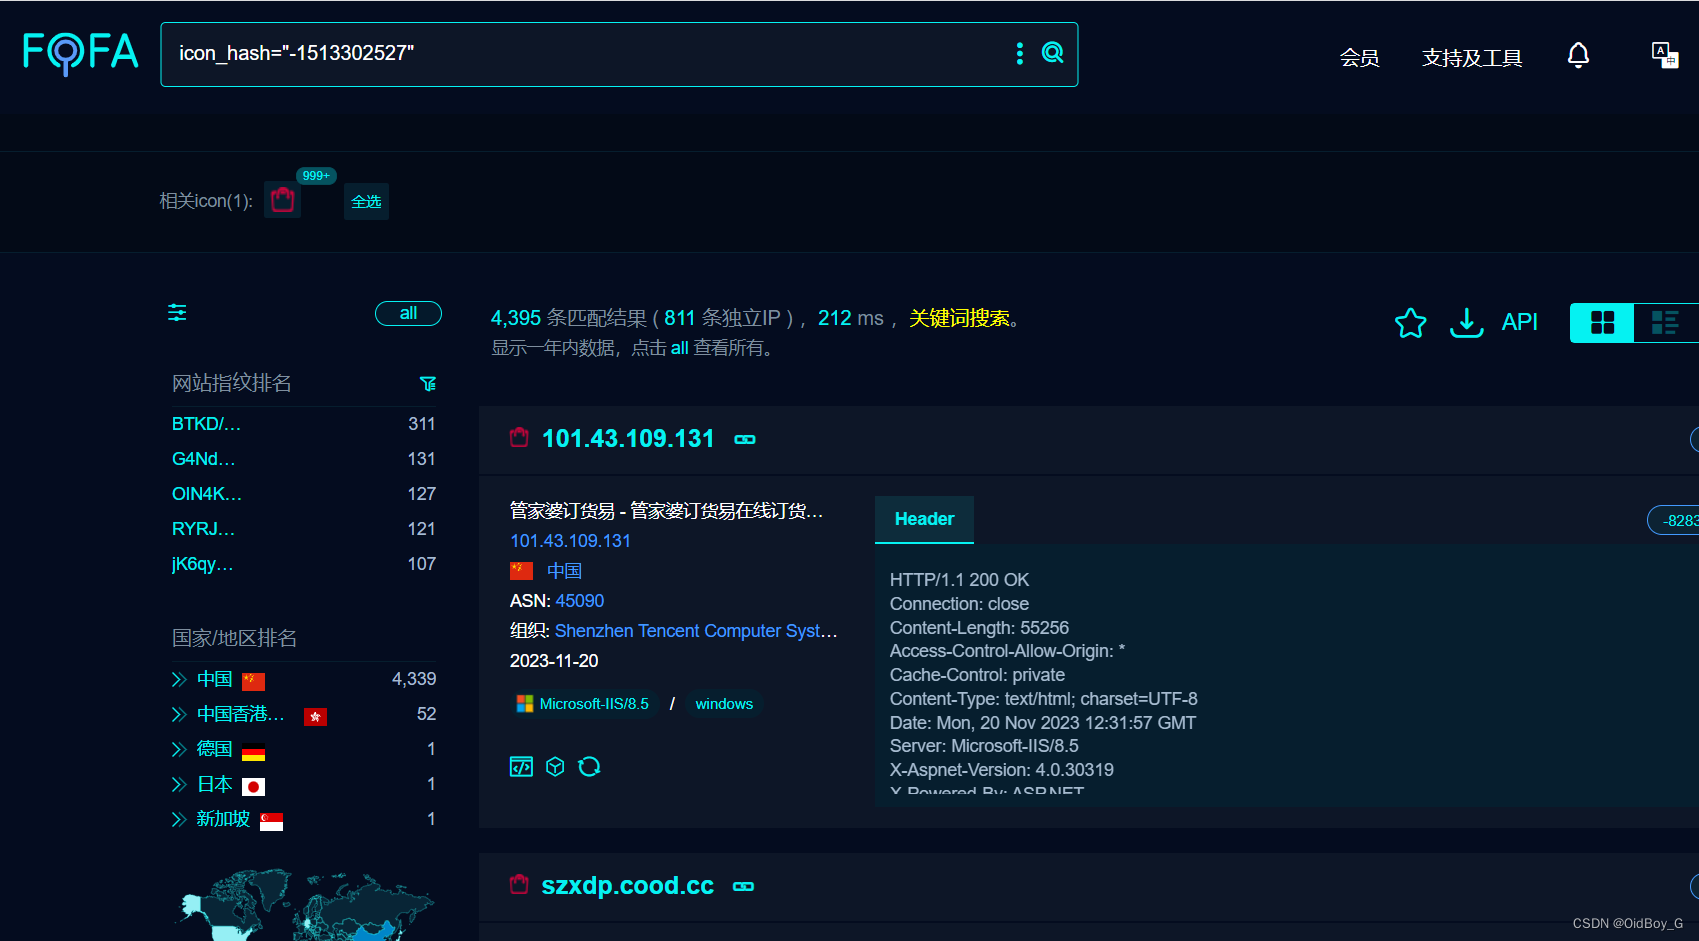 FOFA
icon_hash="-1513302527"
会员
支持及工具
A
中
相关icon(1):
999+
全选
all
4,395 条匹配结果 ( 811 条独立IP ) ，212 ms ，关键词搜索。
显示一年内数据，点击 all 查看所有。
API
网站指纹排名
BTKD/... 311
G4Nd... 131
OIN4K... 127
RYRJ... 121
jK6qy... 107
国家/地区排名
中国 4,339
中国香港... 52
德国 1
日本 1
新加坡 1
101.43.109.131
管家婆订货易 - 管家婆订货易在线订货...
101.43.109.131
中国
ASN: 45090
组织: Shenzhen Tencent Computer Syst...
2023-11-20
Microsoft-IIS/8.5 / windows
Header
-8283
HTTP/1.1 200 OK
Connection: close
Content-Length: 55256
Access-Control-Allow-Origin: *
Cache-Control: private
Content-Type: text/html; charset=UTF-8
Date: Mon, 20 Nov 2023 12:31:57 GMT
Server: Microsoft-IIS/8.5
X-Aspnet-Version: 4.0.30319
X-Powered-By: ASP.NET
szxdp.cood.cc
CSDN @OidBoy_G